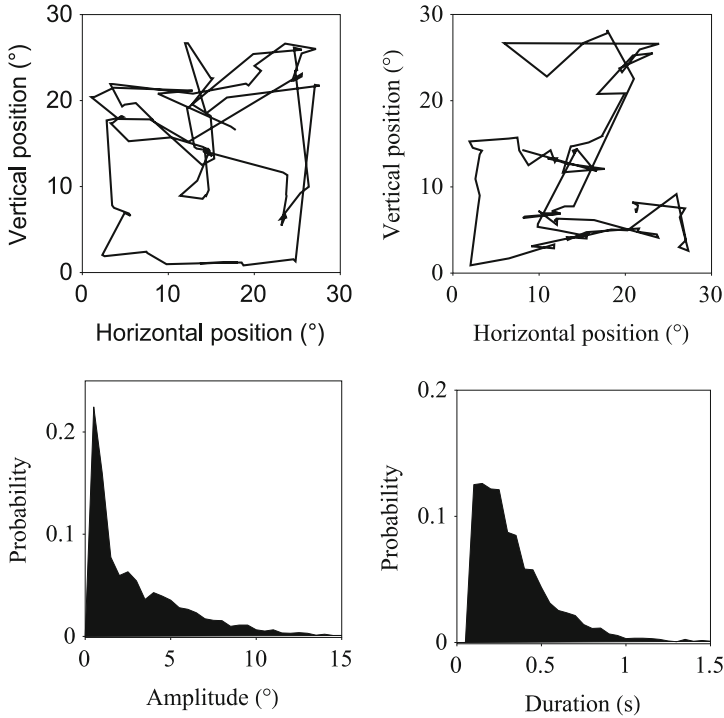 30
20
10
0
0 10 20 30
Vertical position (°)
Horizontal position (°)
30
20
10
0
0 10 20 30
Vertical position (°)
Horizontal position (°)
0.2
0.1
0
0 5 10 15
Probability
Amplitude (°)
0.2
0.1
0
0 0.5 1 1.5
Probability
Duration (s)